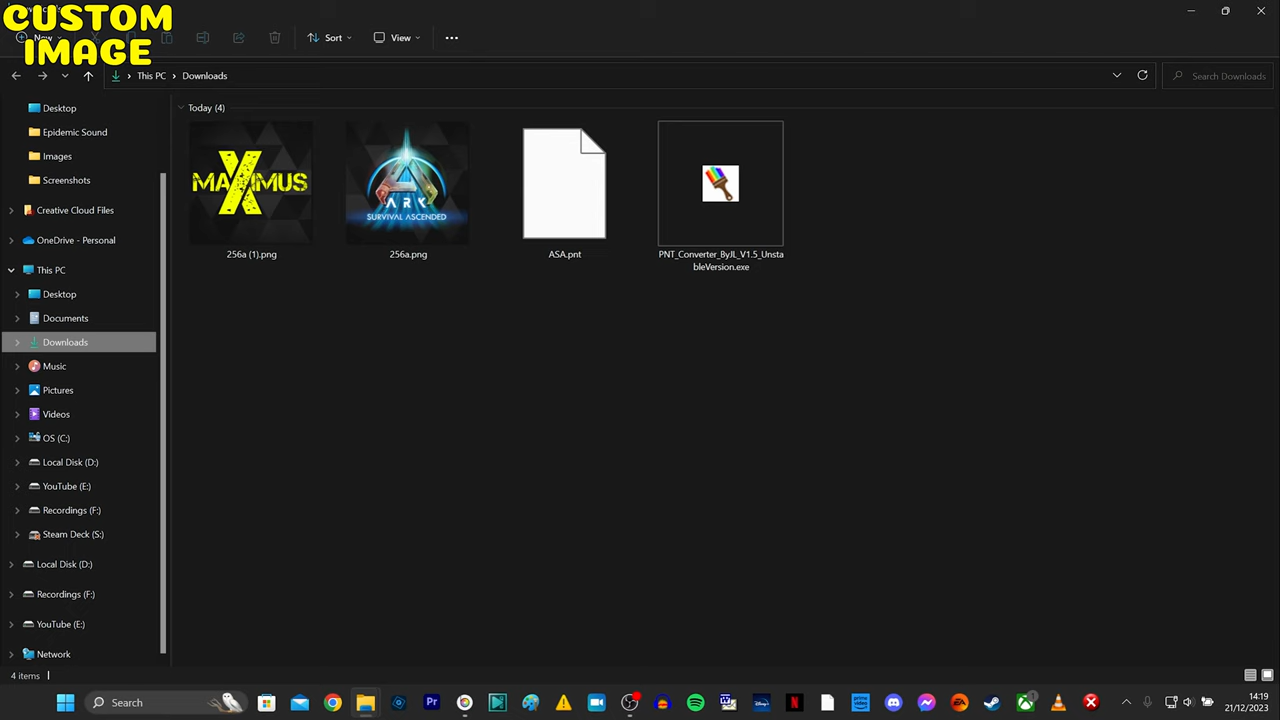 CUSTOM
IMAGE
New
Sort
View
This PC
Downloads
Search Downloads
Desktop
Epidemic Sound
Images
Screenshots
Creative Cloud Files
OneDrive - Personal
This PC
Desktop
Documents
Downloads
Music
Pictures
Videos
OS (C:)
Local Disk (D:)
YouTube (E:)
Recordings (F:)
Steam Deck (S:)
Local Disk (D:)
Recordings (F:)
YouTube (E:)
Network
Today (4)
MAXIMUS
256a (1).png
ARK
SURVIVAL ASCENDED
256a.png
ASA.pnt
PNT_Converter_ByJL_V1.5_Unsta
bleVersion.exe
4 items
Search
Pr
14:19
21/12/2023